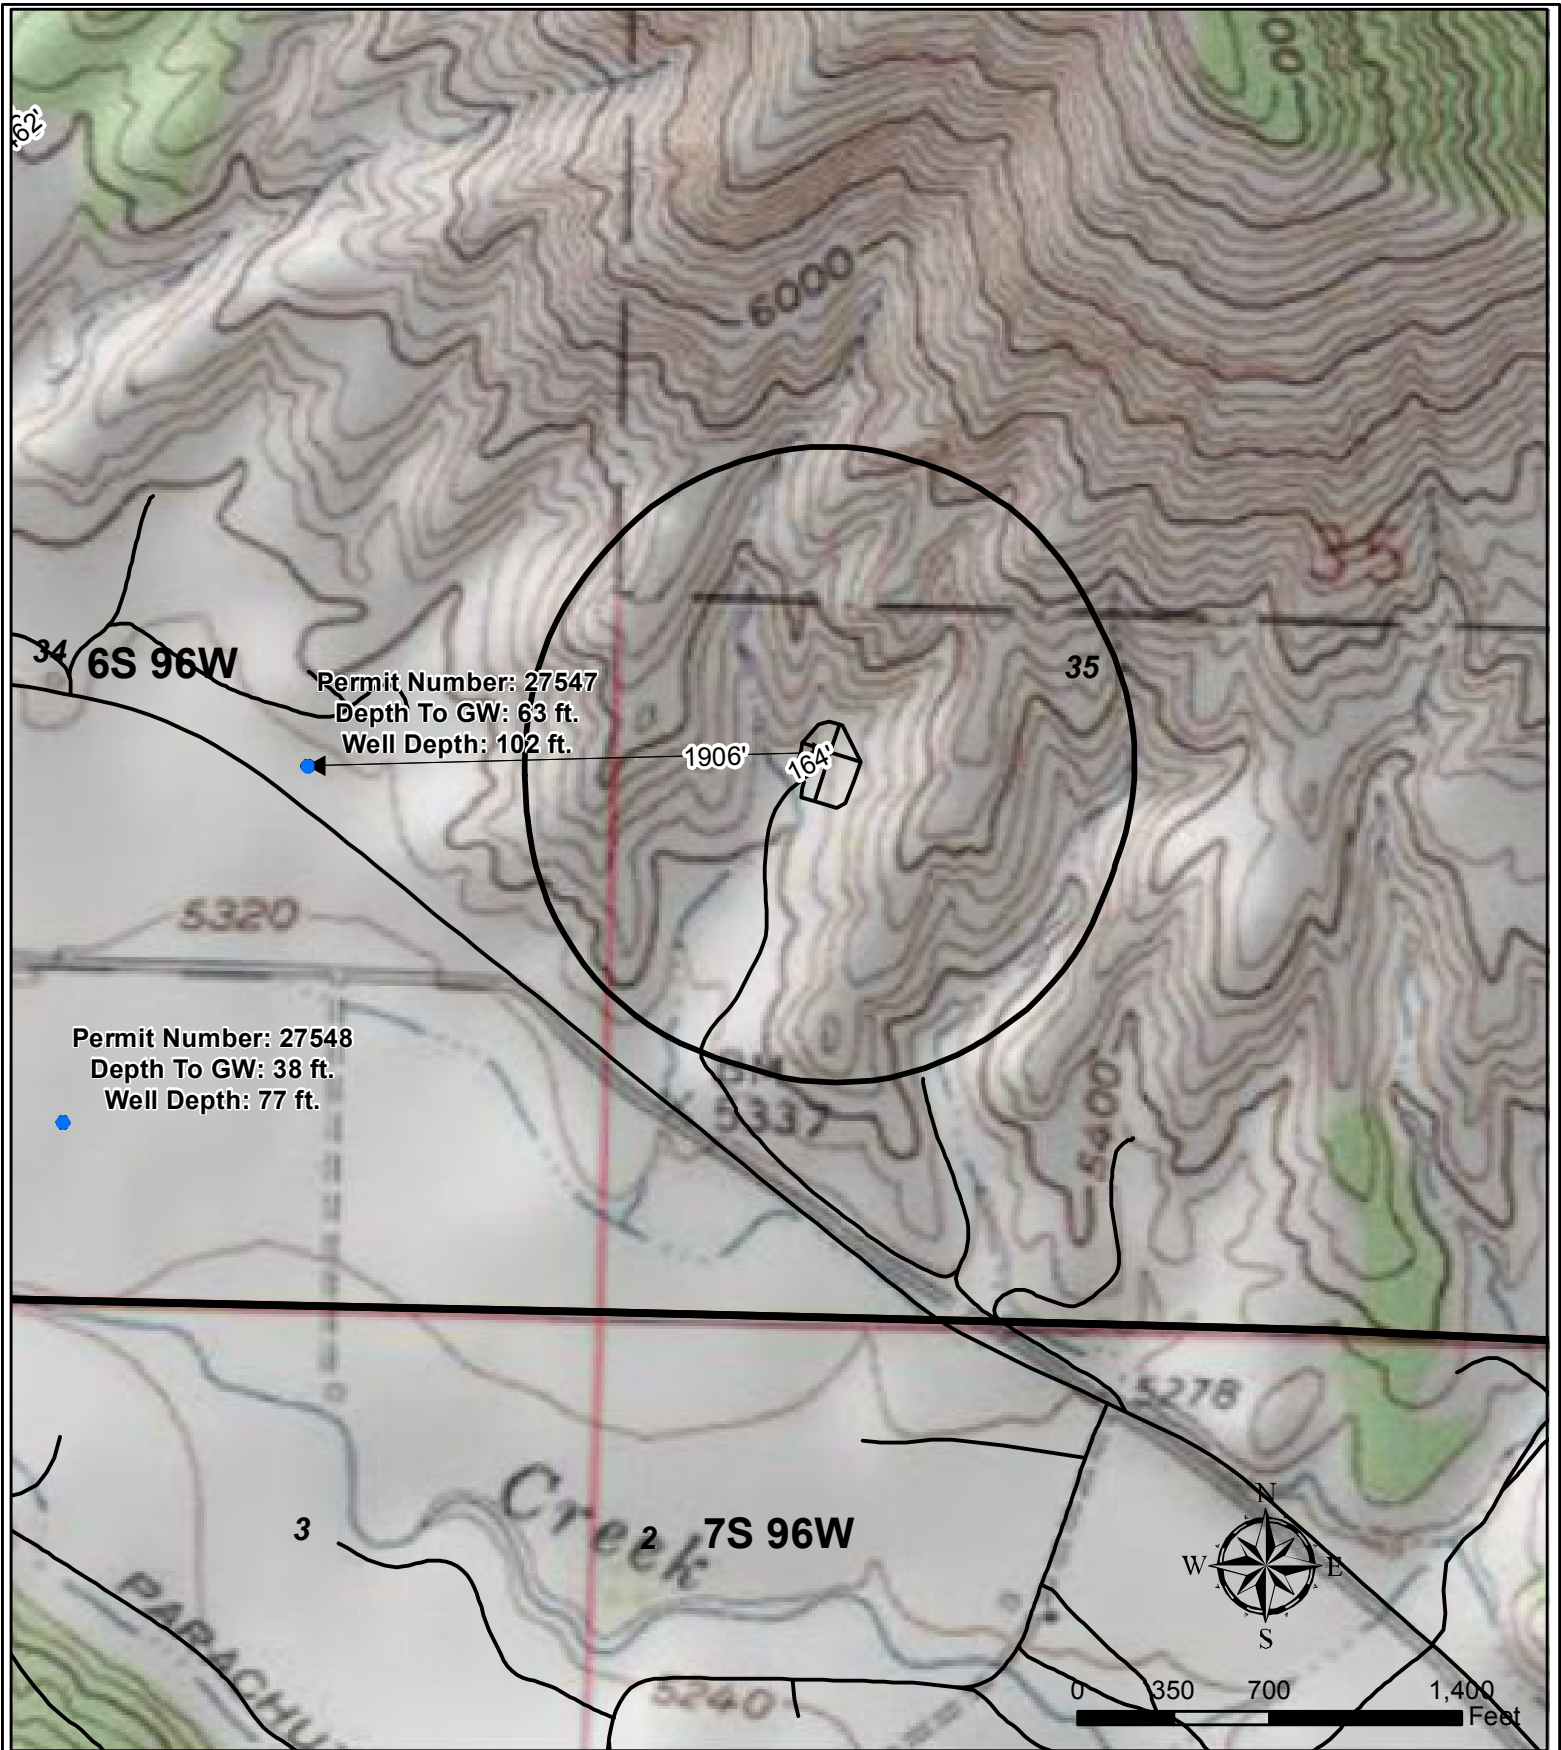 00
6000
35
34
6S 96W
35
Permit Number: 27547
Depth To GW: 63 ft.
Well Depth: 102 ft.
1906'
164'
5320
Permit Number: 27548
Depth To GW: 38 ft.
Well Depth: 77 ft.
BM
5337
5400
5278
Creek
3
2
7S 96W
N
W
E
S
PARACHU
5240
0 350 700 1,400
Feet